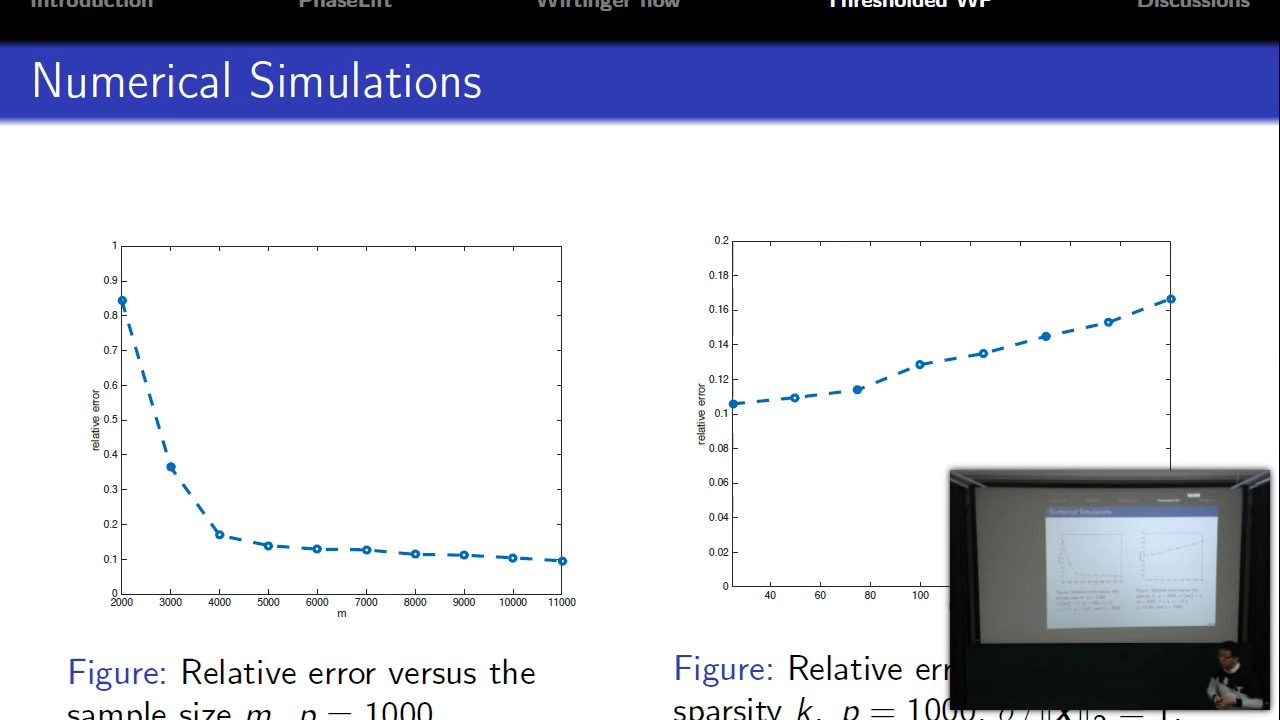 Introduction PhaseLift Wirtinger flow Thresholded WF Discussions
Numerical Simulations
1
0.9
0.8
0.7
0.6
0.5
0.4
0.3
0.2
0.1
0
relative error
2000 3000 4000 5000 6000 7000 8000 9000 10000 11000
m
Figure: Relative error versus the
sample size m. p = 1000
0.2
0.18
0.16
0.14
0.12
0.1
0.08
0.06
0.04
0.02
0
relative error
40 60 80 100
Figure: Relative err
sparsity k. p = 1000,
Numerical Simulations